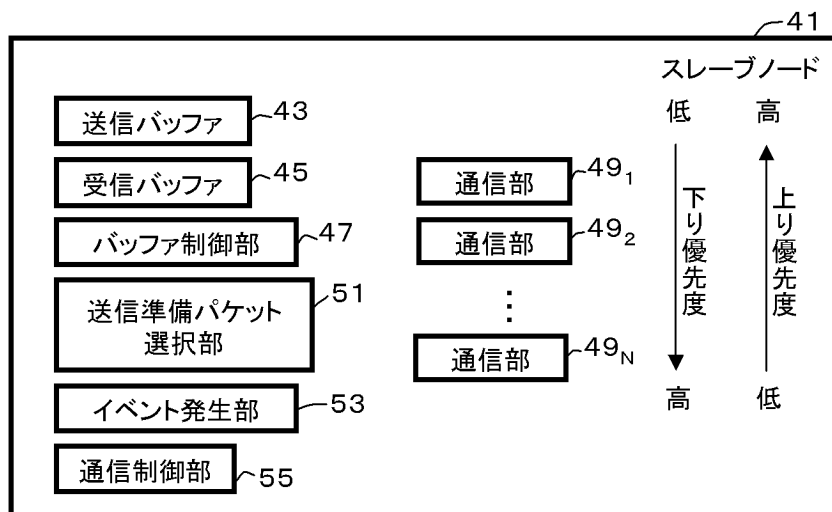 41
スレーブノード
送信バッファ 43
受信バッファ 45
バッファ制御部 47
送信準備パケット
選択部
51
イベント発生部 53
通信制御部 55
通信部 49₁
通信部 49₂
⋮
通信部 49N
低
下り優先度
高
高
上り優先度
低